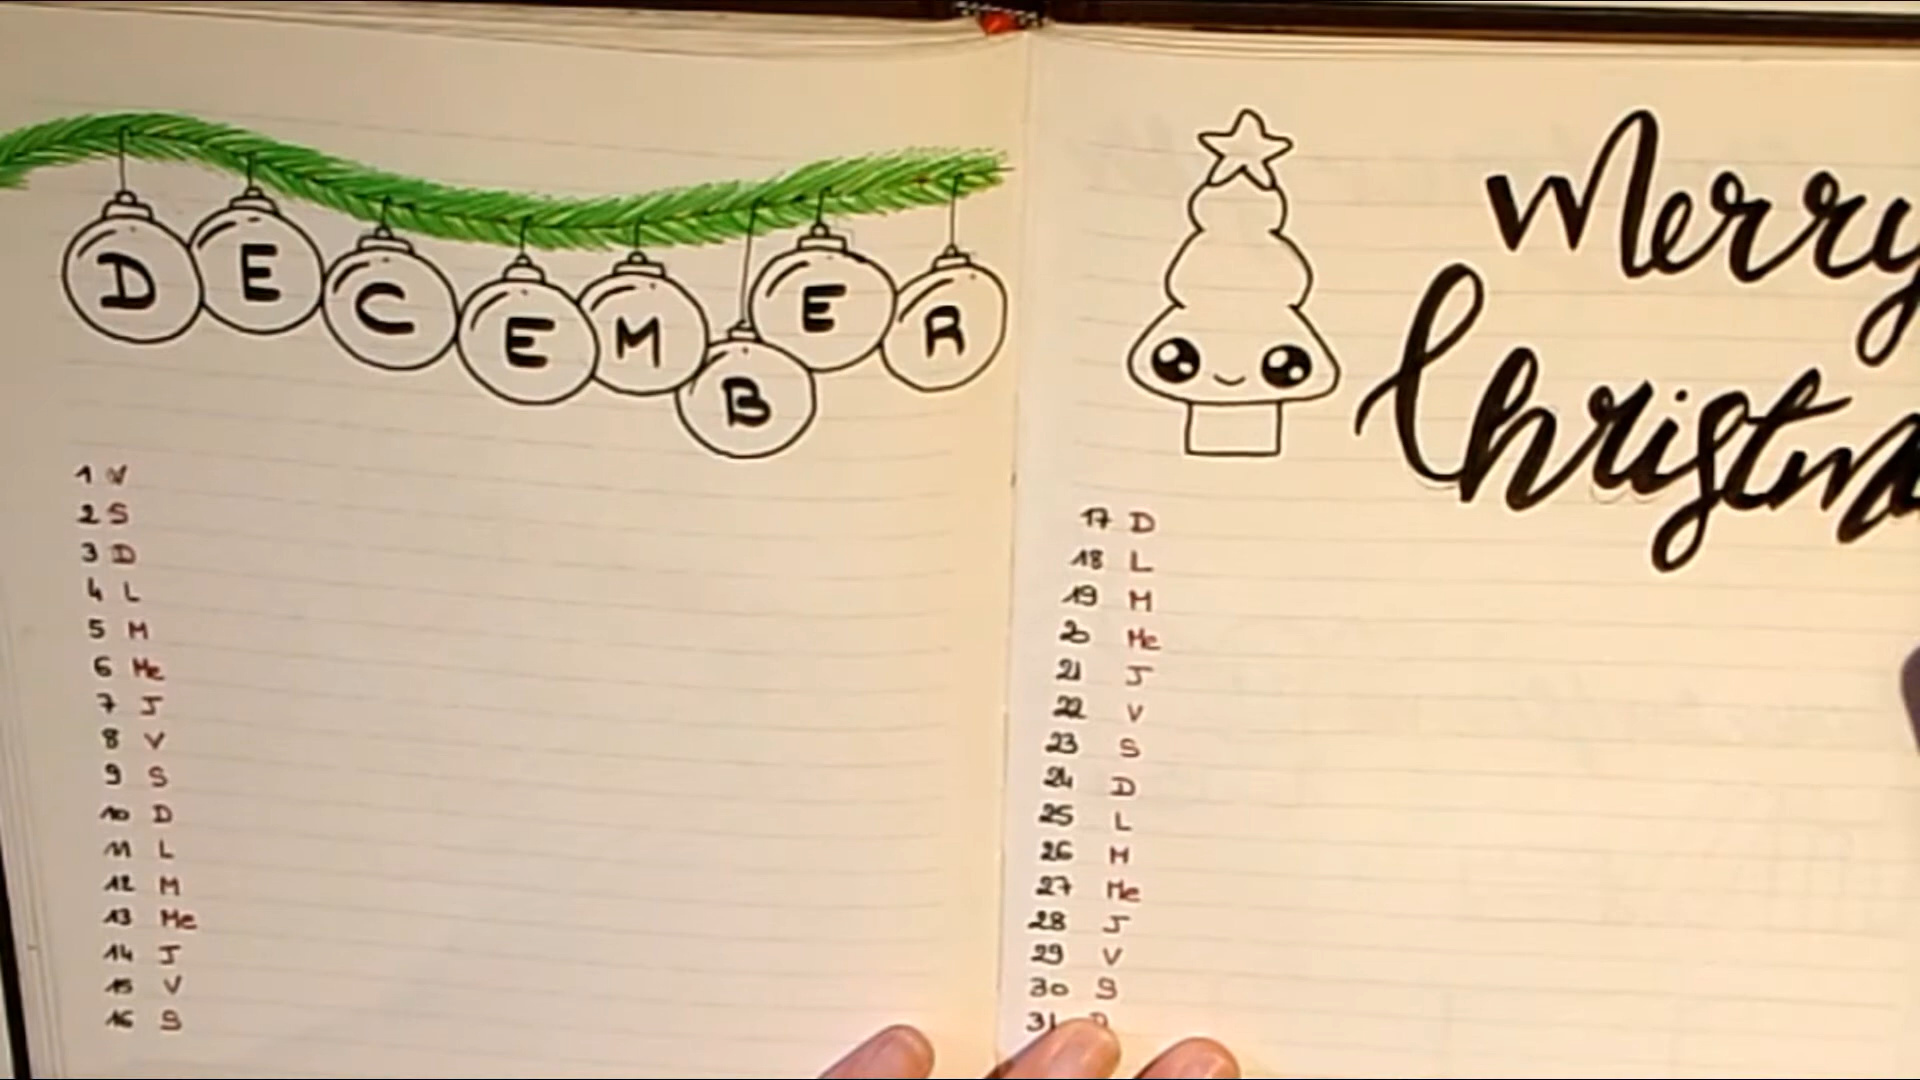 DECEMBER
1 V
2 S
3 D
4 L
5 M
6 Me
7 J
8 V
9 S
10 D
11 L
12 M
13 Me
14 J
15 V
16 S
Merry
Christma
17 D
18 L
19 M
20 Me
21 J
22 V
23 S
24 D
25 L
26 M
27 Me
28 J
29 V
30 S
31 D